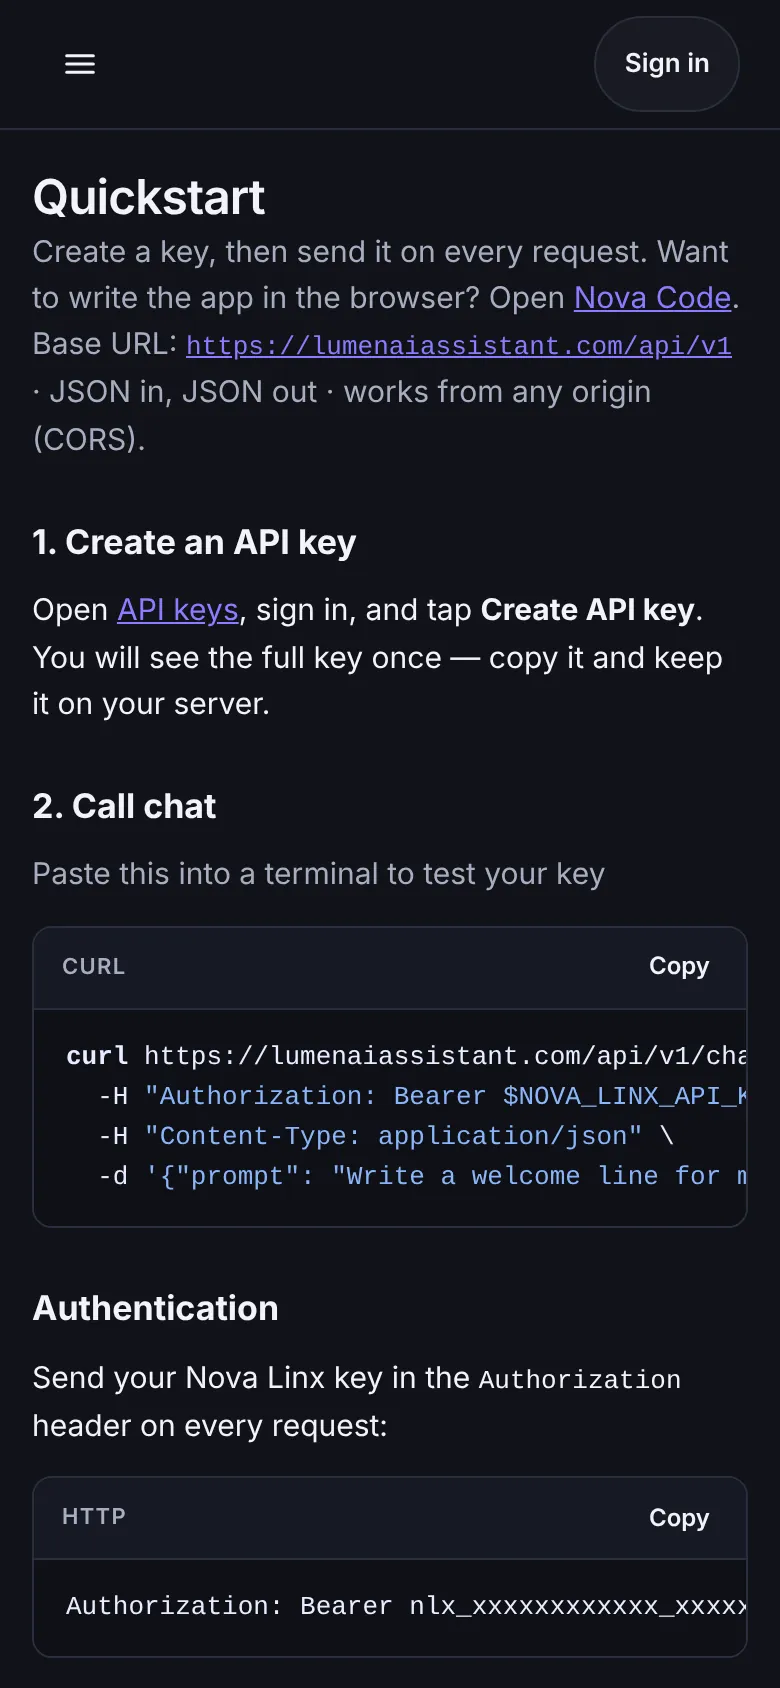 Sign in
Quickstart
Create a key, then send it on every request. Want
to write the app in the browser? Open Nova Code.
Base URL: https://lumenaiassistant.com/api/v1
· JSON in, JSON out · works from any origin
(CORS).
1. Create an API key
Open API keys, sign in, and tap Create API key.
You will see the full key once — copy it and keep
it on your server.
2. Call chat
Paste this into a terminal to test your key
CURL Copy
curl https://lumenaiassistant.com/api/v1/cha
-H "Authorization: Bearer $NOVA_LINX_API_K
-H "Content-Type: application/json" \
-d '{"prompt": "Write a welcome line for m
Authentication
Send your Nova Linx key in the Authorization
header on every request:
HTTP Copy
Authorization: Bearer nlx_xxxxxxxxxxxx_xxxxx